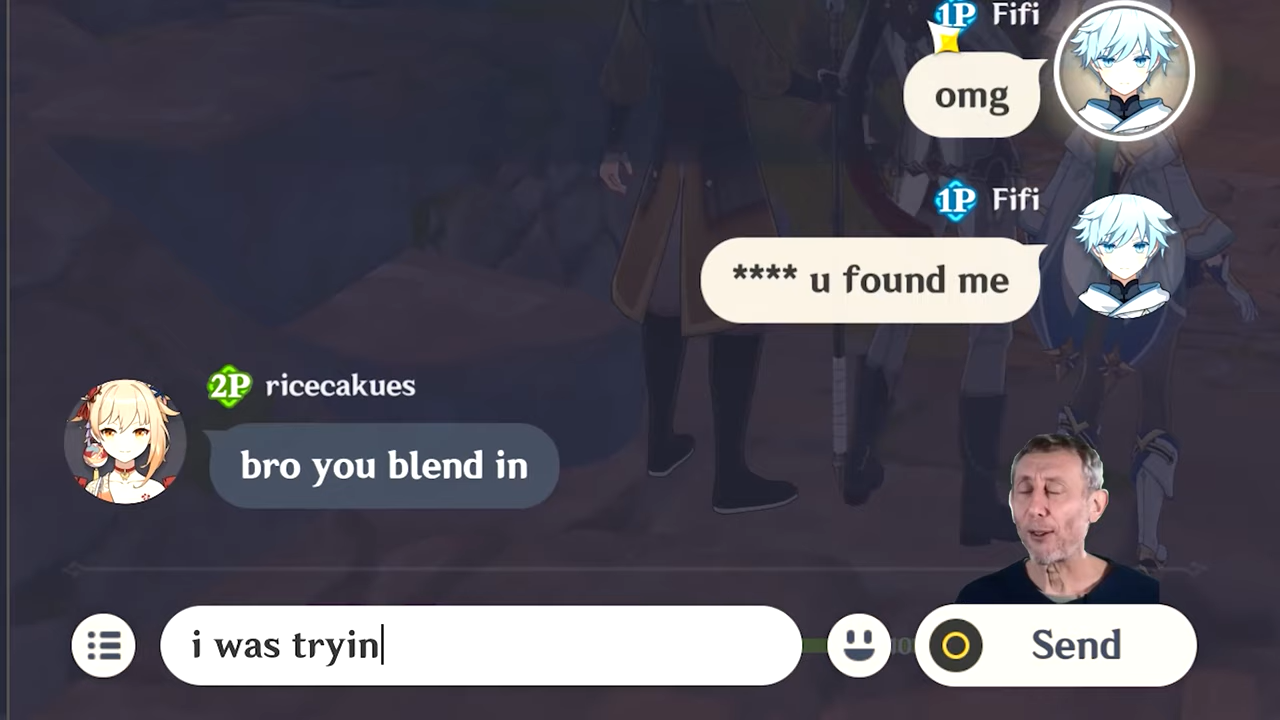 1P Fifi
omg
1P Fifi
**** u found me
2P ricecakues
bro you blend in
i was tryin
Send